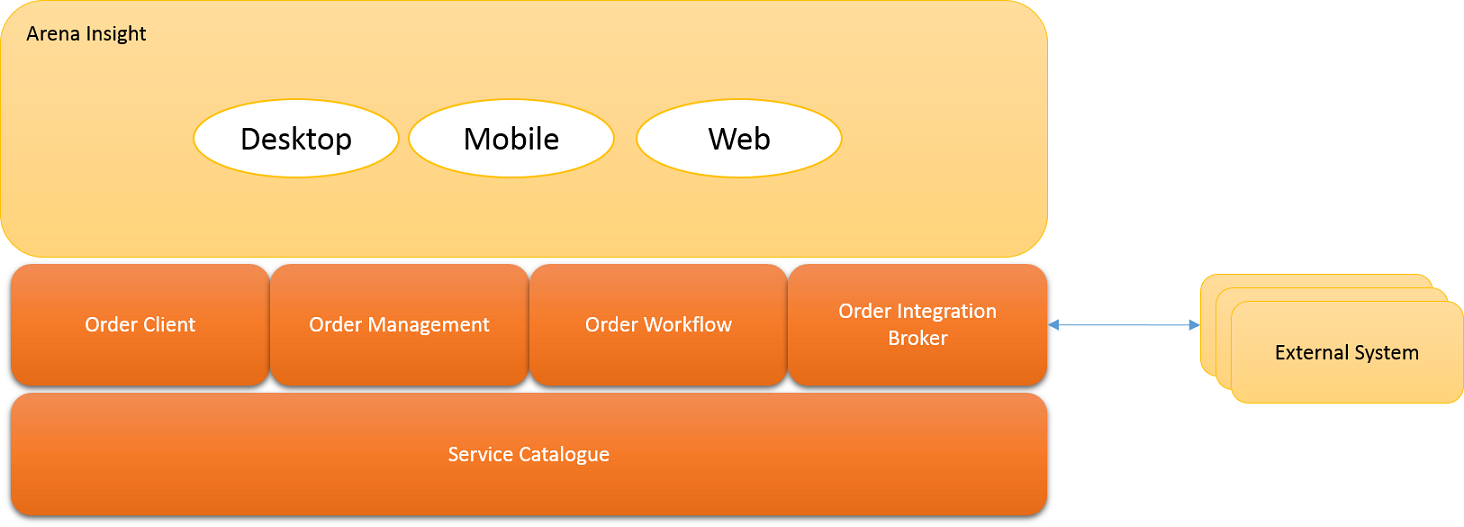 Arena Insight
Desktop
Mobile
Web
Order Client
Order Management
Order Workflow
Order Integration
Broker
External System
Service Catalogue